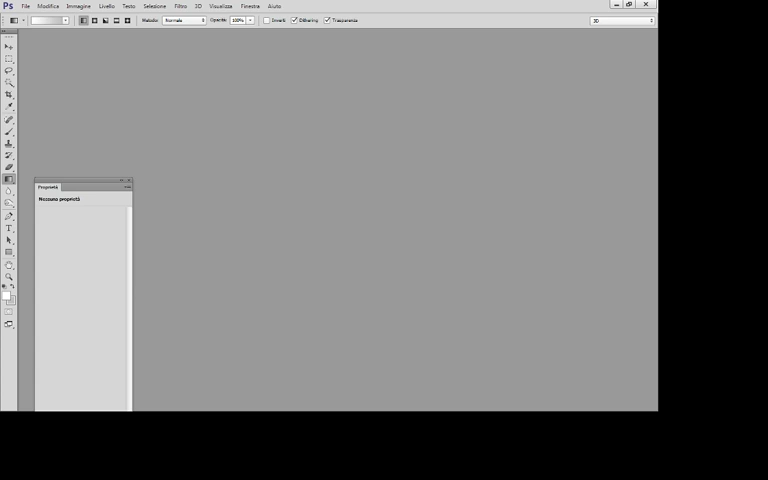 Ps File Modifica Immagine Livello Testo Selezione Filtro 3D Visualizza Finestra Aiuto
Metodo: Normale Opacità: 100% Inverti Dithering Trasparenza 3D
Proprietà
Nessuna proprietà
T